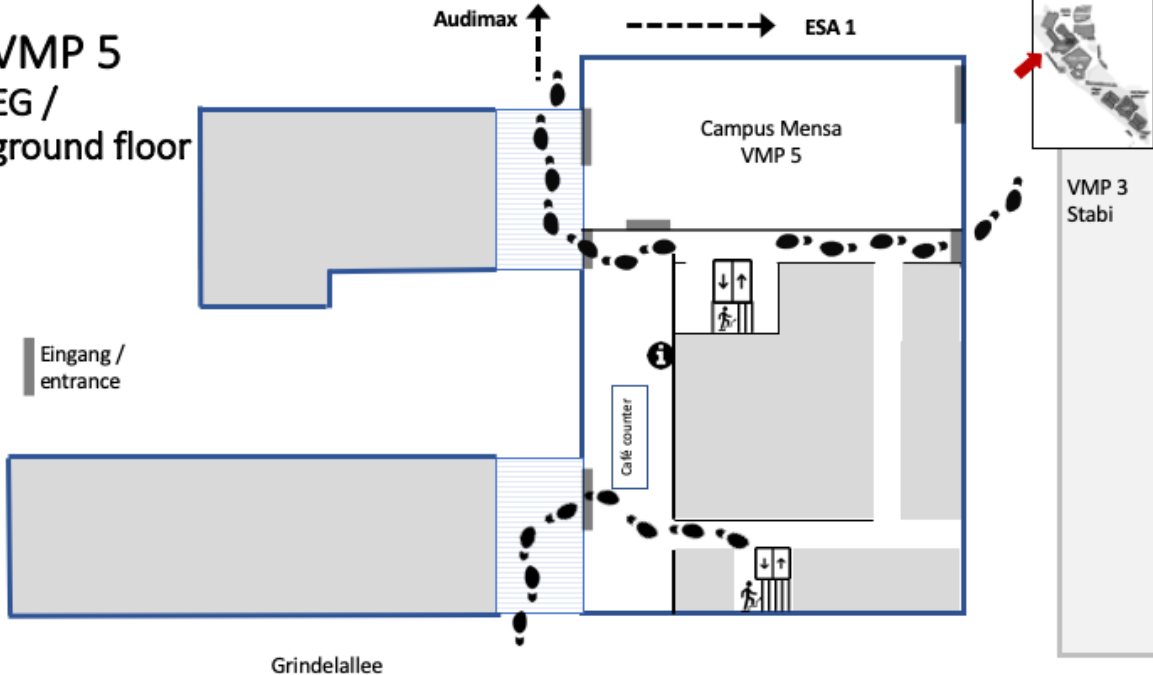 VMP 5
EG /
ground floor
Audimax
ESA 1
Campus Mensa
VMP 5
VMP 3
Stabi
Eingang /
entrance
i
Café counter
Grindelallee